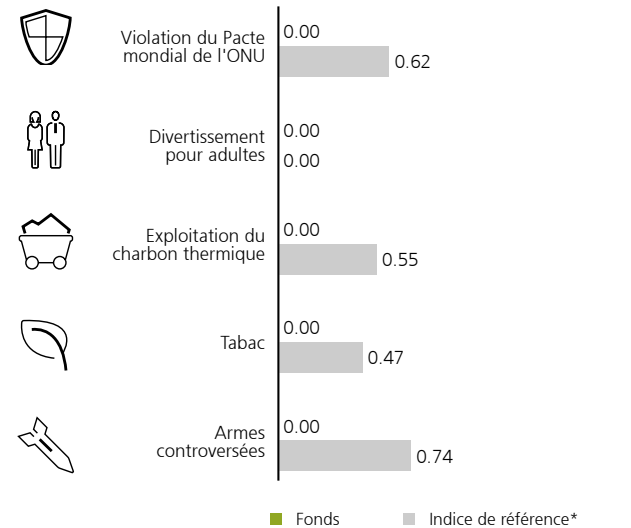 Violation du Pacte
mondial de l'ONU
0.00
0.62
Divertissement
pour adultes
0.00
0.00
Exploitation du
charbon thermique
0.00
0.55
Tabac
0.00
0.47
Armes
controversées
0.00
0.74
Fonds
Indice de référence*